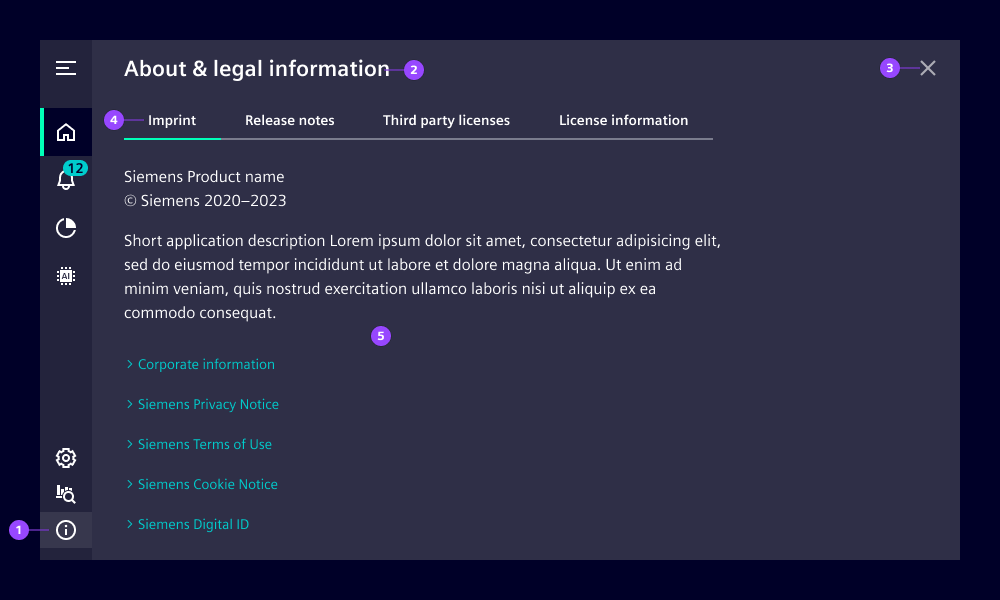 About & legal information
2
3
4
Imprint
Release notes
Third party licenses
License information
12
Siemens Product name
© Siemens 2020–2023
Short application description Lorem ipsum dolor sit amet, consectetur adipisicing elit,
sed do eiusmod tempor incididunt ut labore et dolore magna aliqua. Ut enim ad
minim veniam, quis nostrud exercitation ullamco laboris nisi ut aliquip ex ea
commodo consequat.
AI
5
Corporate information
Siemens Privacy Notice
Siemens Terms of Use
Siemens Cookie Notice
Siemens Digital ID
1